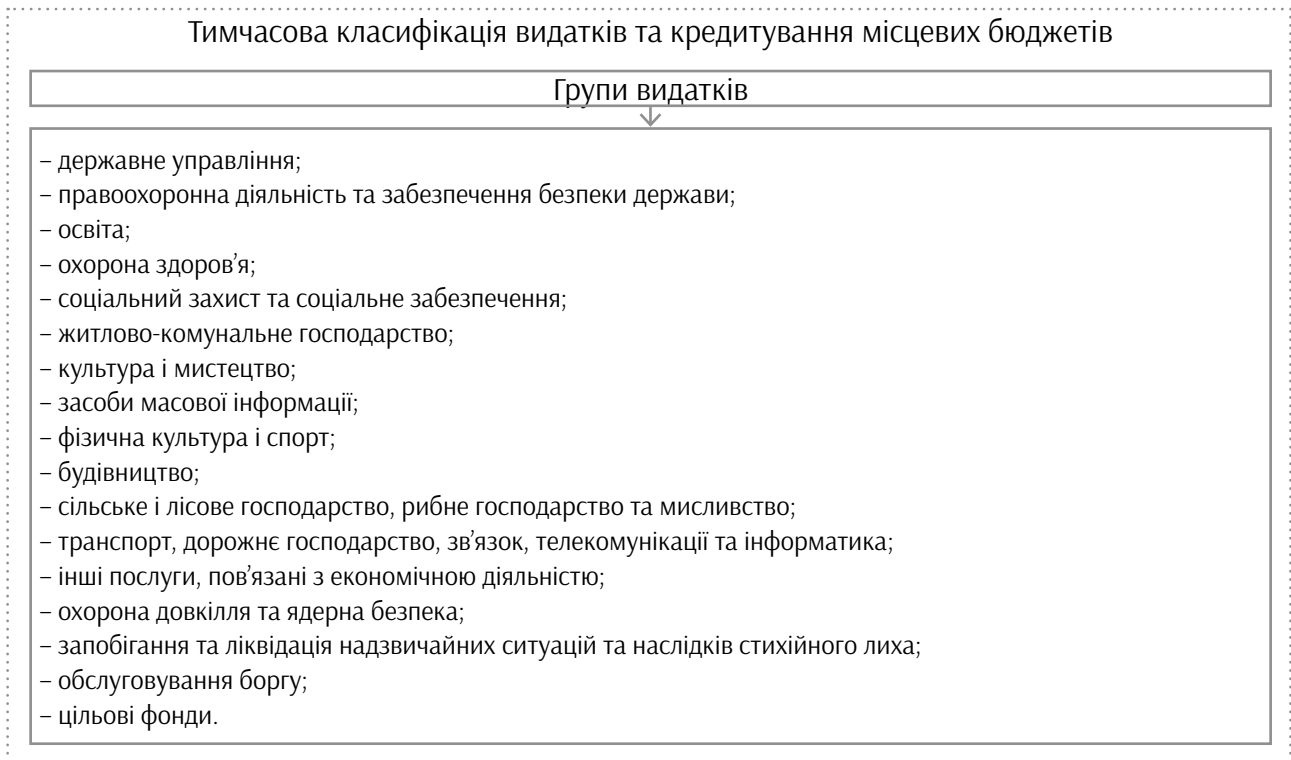 Тимчасова класифікація видатків та кредитування місцевих бюджетів
Групи видатків
– державне управління;
– правоохоронна діяльність та забезпечення безпеки держави;
– освіта;
– охорона здоров’я;
– соціальний захист та соціальне забезпечення;
– житлово-комунальне господарство;
– культура і мистецтво;
– засоби масової інформації;
– фізична культура і спорт;
– будівництво;
– сільське і лісове господарство, рибне господарство та мисливство;
– транспорт, дорожнє господарство, зв’язок, телекомунікації та інформатика;
– інші послуги, пов’язані з економічною діяльністю;
– охорона довкілля та ядерна безпека;
– запобігання та ліквідація надзвичайних ситуацій та наслідків стихійного лиха;
– обслуговування боргу;
– цільові фонди.